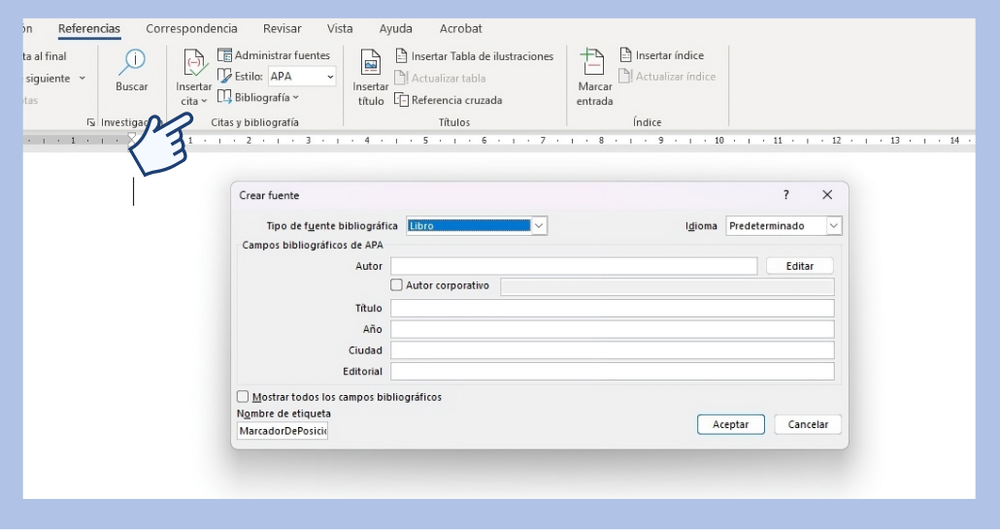 ón Referencias Correspondencia Revisar Vista Ayuda Acrobat
ta al final
siguiente
tas
Buscar
Investigac
Insertar
cita
Administrar fuentes
Estilo: APA
Bibliografía
Citas y bibliografía
Insertar
título
Insertar Tabla de ilustraciones
Actualizar tabla
Referencia cruzada
Títulos
Marcar
entrada
Insertar índice
Actualizar índice
Índice
1 1 2 3 4 5 6 7 8 9 10 11 12 13 14
Crear fuente ?
Tipo de fuente bibliográfica Libro Idioma Predeterminado
Campos bibliográficos de APA
Autor Editar
Autor corporativo
Título
Año
Ciudad
Editorial
Mostrar todos los campos bibliográficos
Nombre de etiqueta
MarcadorDePosici
Aceptar Cancelar